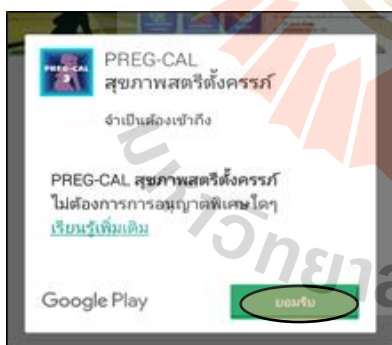 PREG-CAL
3
PREG-CAL
สุขภาพสตรีตั้งครรภ์
จำเป็นต้องเข้าถึง
PREG-CAL สุขภาพสตรีตั้งครรภ์
ไม่ต้องการการอนุญาตพิเศษใดๆ
เรียนรู้เพิ่มเติม
Google Play
ยอมรับ